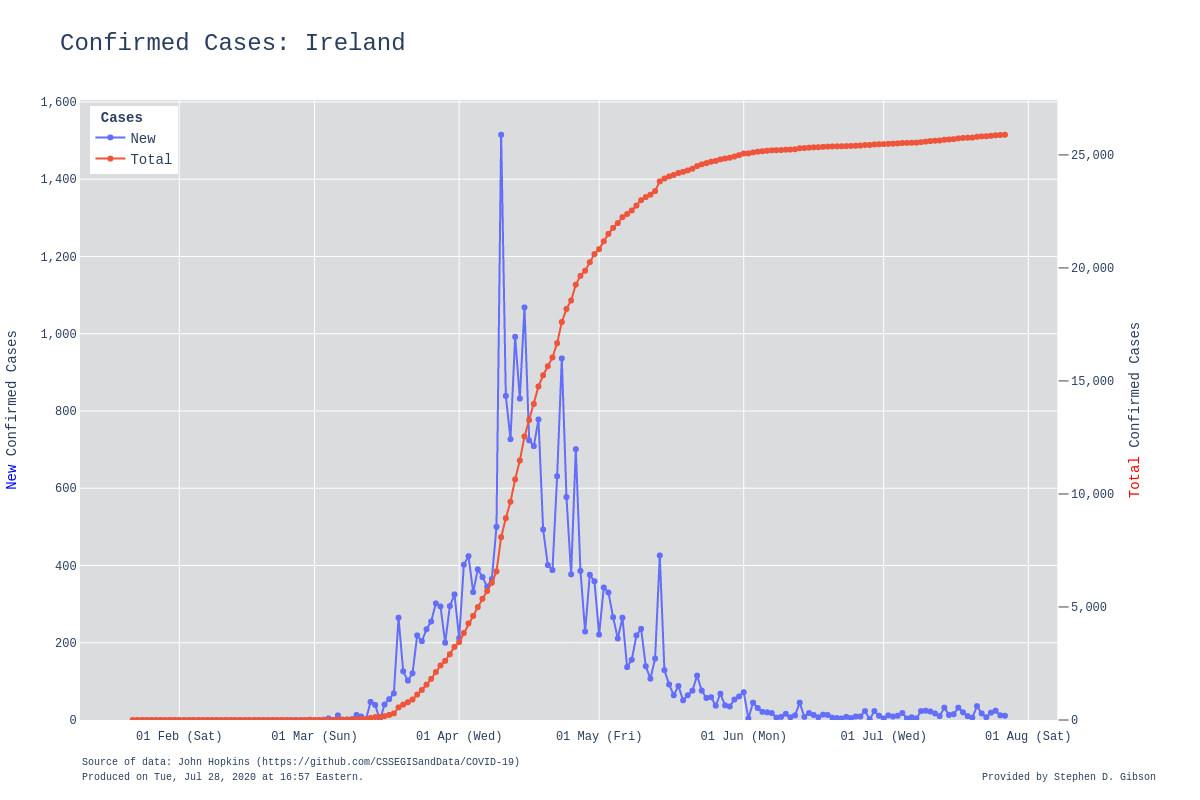 Confirmed Cases: Ireland
1,600
1,400
1,200
1,000
800
600
400
200
0
New Confirmed Cases
Cases
New
Total
25,000
20,000
15,000
10,000
5,000
0
Total Confirmed Cases
01 Feb (Sat)
01 Mar (Sun)
01 Apr (Wed)
01 May (Fri)
01 Jun (Mon)
01 Jul (Wed)
01 Aug (Sat)
Source of data: John Hopkins (https://github.com/CSSEGISandData/COVID-19)
Produced on Tue, Jul 28, 2020 at 16:57 Eastern.
Provided by Stephen D. Gibson